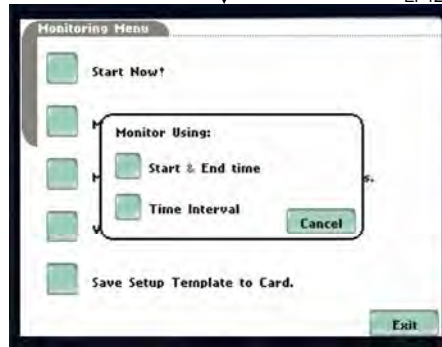 Monitoring Menu
Start Now!
M
Monitor Using:
Start & End time
M
s.
Time Interval
Cancel
V
Save Setup Template to Card.
Exit